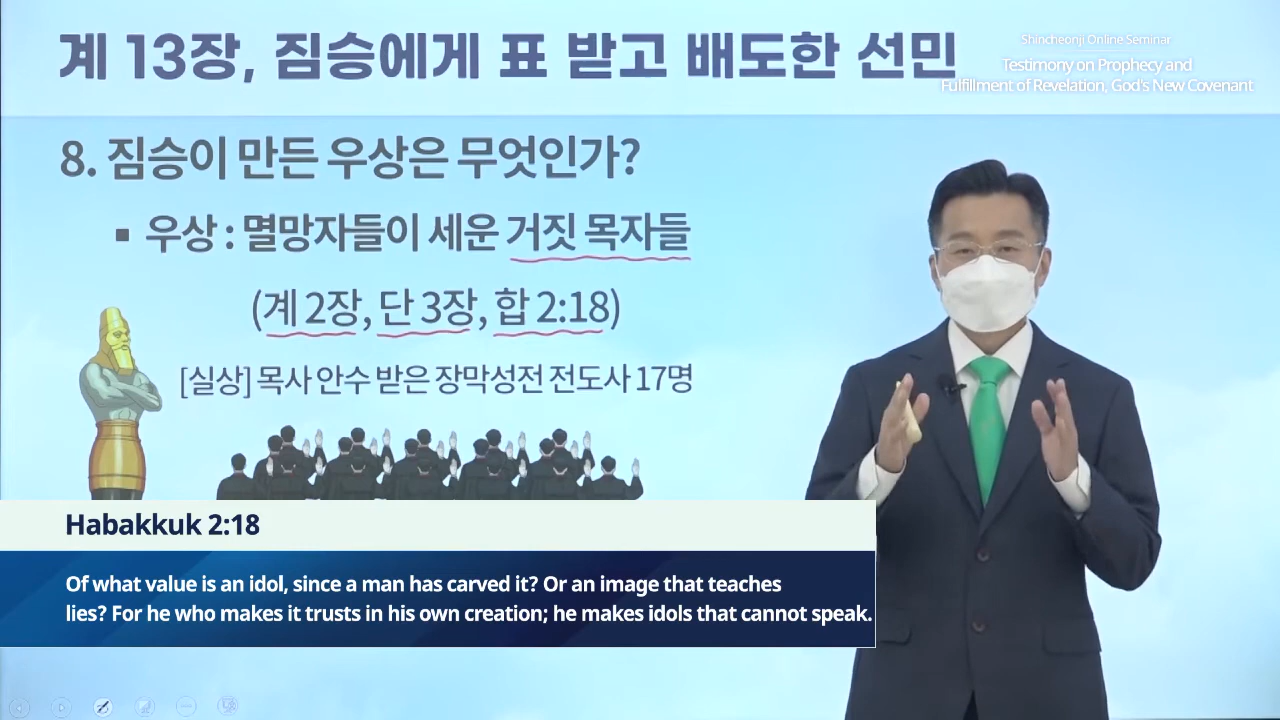 계 13장, 짐승에게 표 받고 배도한 선민
Shincheonji Online Seminar
Testimony on Prophecy and
Fulfillment of Revelation, God's New Covenant
8. 짐승이 만든 우상은 무엇인가?
▪ 우상 : 멸망자들이 세운 거짓 목자들
(계 2장, 단 3장, 합 2:18)
[실상] 목사 안수 받은 장막성전 전도사 17명
Habakkuk 2:18
Of what value is an idol, since a man has carved it? Or an image that teaches
lies? For he who makes it trusts in his own creation; he makes idols that cannot speak.